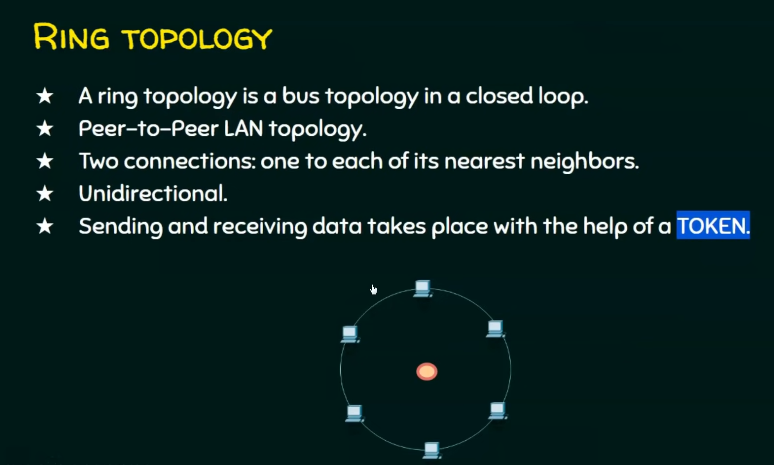 RING TOPOLOGY
★ A ring topology is a bus topology in a closed loop.
★ Peer-to-Peer LAN topology.
★ Two connections: one to each of its nearest neighbors.
★ Unidirectional.
★ Sending and receiving data takes place with the help of a TOKEN.